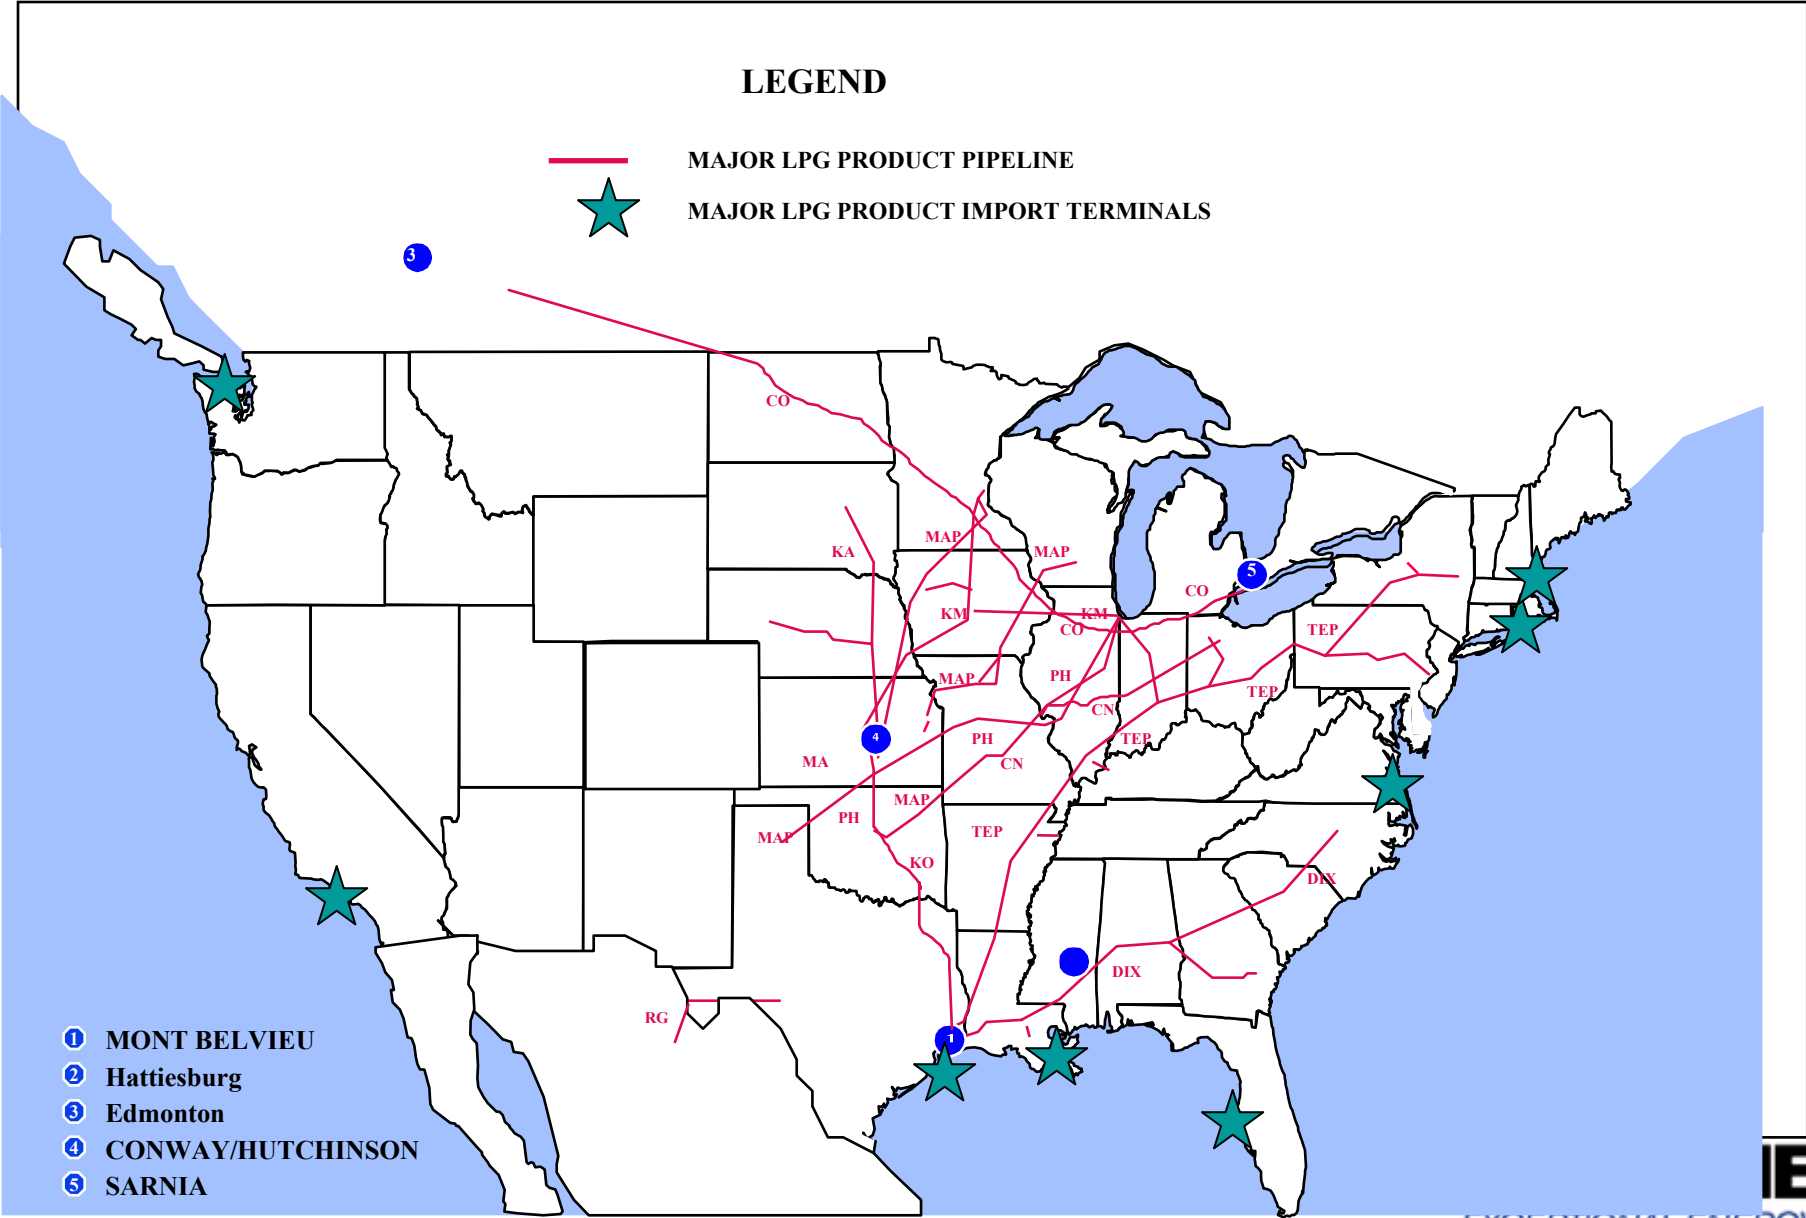 LEGEND
MAJOR LPG PRODUCT PIPELINE
MAJOR LPG PRODUCT IMPORT TERMINALS
3
CO
MAP
KA
MAP
5
CO
KM
KM
CO
TEP
MAP
PH
TEP
CN
4
PH
TEP
MA
CN
MAP
PH
MAP
TEP
KO
DIX
DIX
RG
1
1 MONT BELVIEU
2 Hattiesburg
3 Edmonton
4 CONWAY/HUTCHINSON
5 SARNIA